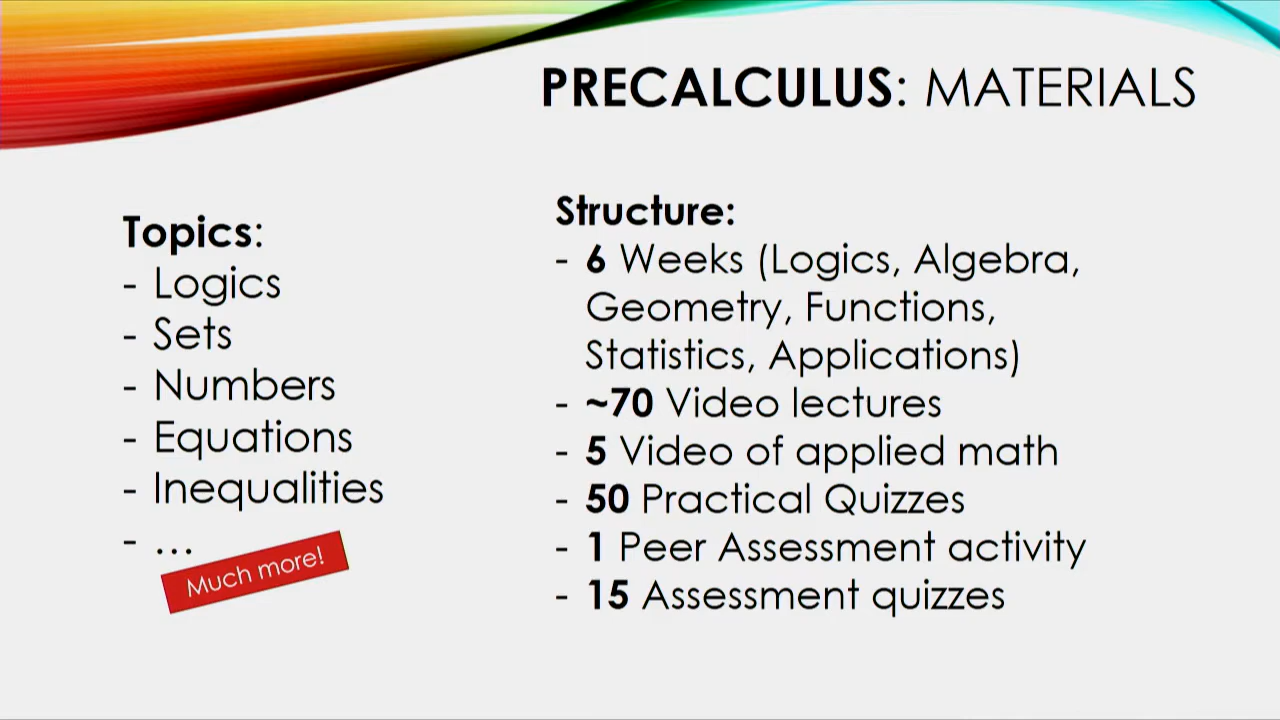 PRECALCULUS: MATERIALS
Topics:
- Logics
- Sets
- Numbers
- Equations
- Inequalities
- ...
Much more!
Structure:
- 6 Weeks (Logics, Algebra,
Geometry, Functions,
Statistics, Applications)
- ~70 Video lectures
- 5 Video of applied math
- 50 Practical Quizzes
- 1 Peer Assessment activity
- 15 Assessment quizzes